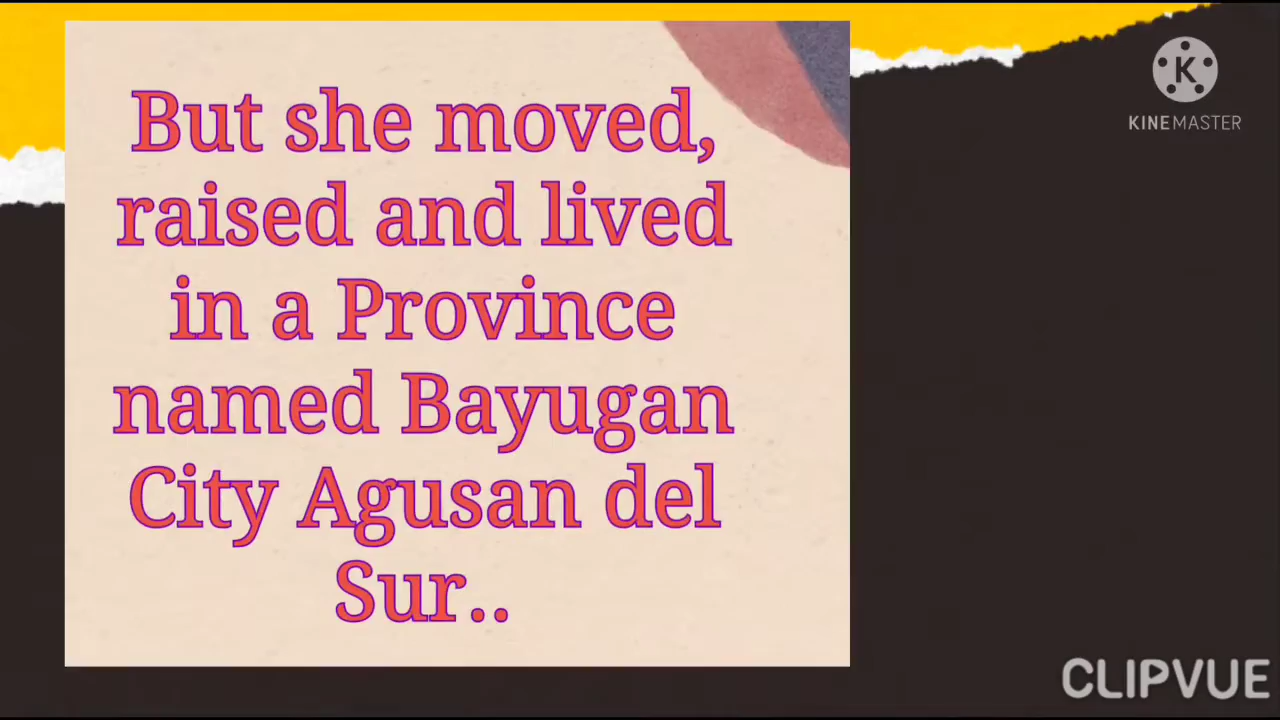 But she moved,
raised and lived
in a Province
named Bayugan
City Agusan del
Sur..
K
KINEMASTER
CLIPVUE